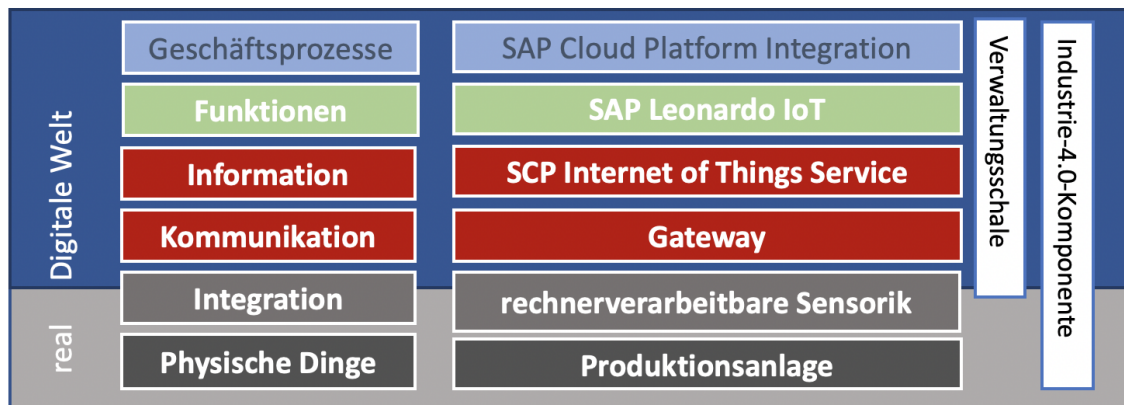 Digitale Welt
real
Geschäftsprozesse
SAP Cloud Platform Integration
Funktionen
SAP Leonardo IoT
Information
SCP Internet of Things Service
Kommunikation
Gateway
Integration
rechnerverarbeitbare Sensorik
Physische Dinge
Produktionsanlage
Verwaltungsschale
Industrie-4.0-Komponente